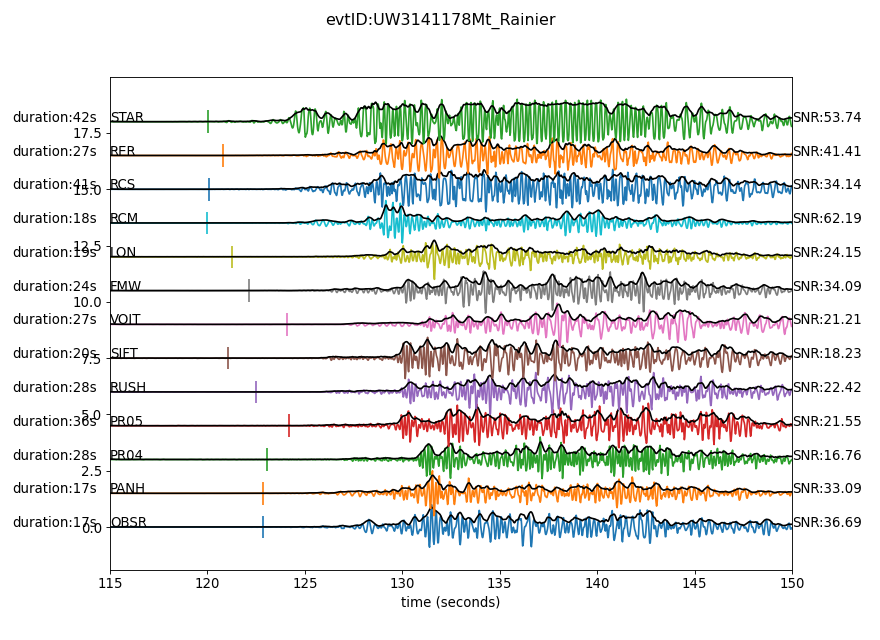 evtID:UW3141178Mt_Rainier
duration:42s STAR SNR:53.74
17.5
duration:27s RER SNR:41.41
duration:41s RCS SNR:34.14
15.0
duration:18s RCM SNR:62.19
12.5
duration:19s LON SNR:24.15
duration:24s FMW SNR:34.09
10.0
duration:27s VOIT SNR:21.21
duration:20s SIFT SNR:18.23
7.5
duration:28s RUSH SNR:22.42
5.0
duration:36s PR05 SNR:21.55
duration:28s PR04 SNR:16.76
2.5
duration:17s PANH SNR:33.09
duration:17s OBSR SNR:36.69
0.0
115 120 125 130 135 140 145 150
time (seconds)